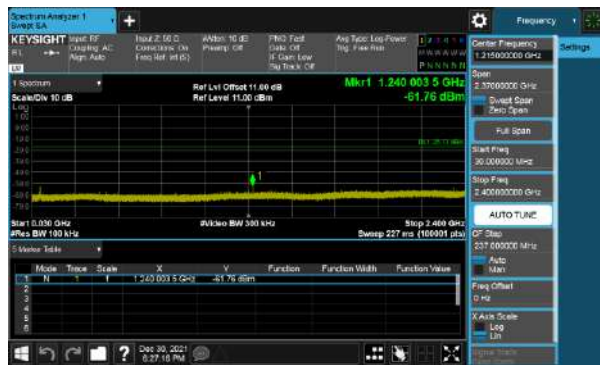 Spectrum Analyzer 1
Swept SA
+
Frequency
KEYSIGHT
Input: RF
Coupling: AC
Align: Auto
Input Z: 50 Ω
Corrections: On
Freq Ref: Int (S)
Atten: 10 dB
Preamp: Off
PNO: Fast
Gate: Off
IF Gain: Low
Sig Track: Off
Avg Type: Log-Power
Trig: Free Run
Center Frequency
1.215000000 GHz
Settings
Span
2.37000000 GHz
Swept Span
Zero Span
Full Span
Start Freq
30.000000 MHz
Stop Freq
2.400000000 GHz
AUTO TUNE
CF Step
237.000000 MHz
Auto
Man
Freq Offset
0 Hz
X Axis Scale
Log
Lin
1 Spectrum
Scale/Div 10 dB
Log
Ref Lvl Offset 11.00 dB
Ref Level 11.00 dBm
Mkr1 1.240 003 5 GHz
-61.76 dBm
1
Start 0.030 GHz
#Res BW 100 kHz
#Video BW 300 kHz
Stop 2.400 GHz
Sweep 227 ms (100001 pts)
5 Marker Table
Mode Trace Scale X Y Function Function Width Function Value
1 N 1 f 1.240 003 5 GHz -61.76 dBm
2
3
4
5
6
?
Dec 30, 2021
6:27:16 PM